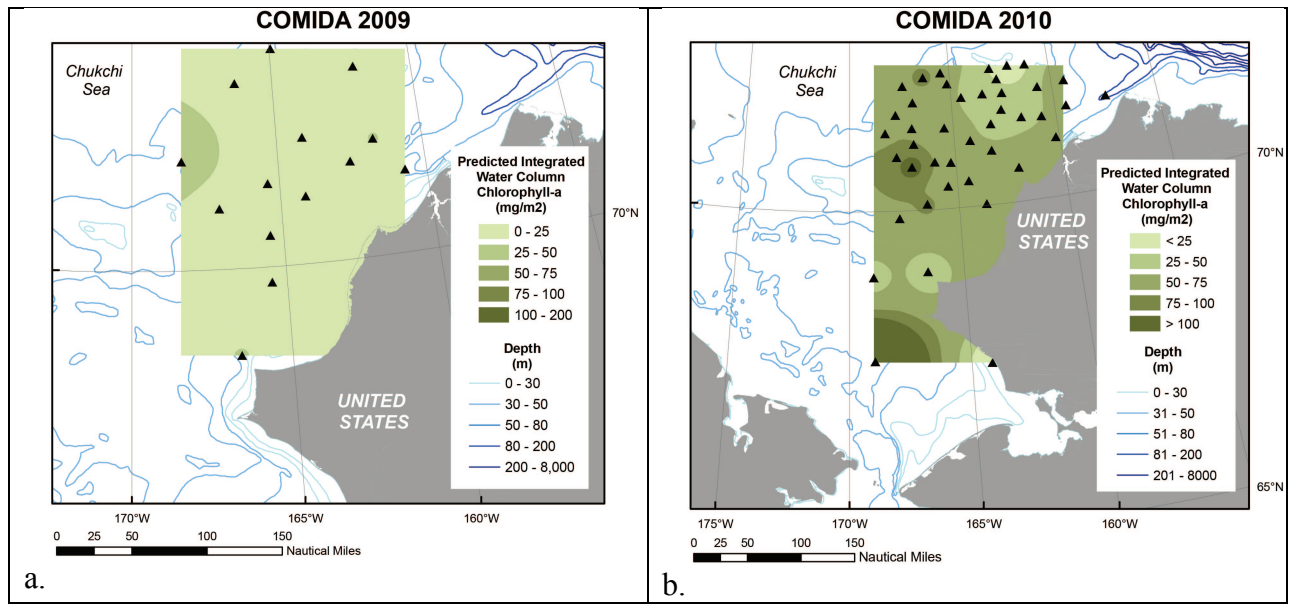 COMIDA 2009
Chukchi
Sea
Predicted Integrated
Water Column
Chlorophyll-a
(mg/m2)
0 - 25
25 - 50
50 - 75
75 - 100
100 - 200
Depth
(m)
0 - 30
30 - 50
50 - 80
80 - 200
200 - 8,000
70°N
UNITED
STATES
170°W
165°W
160°W
0 25 50 100 150
Nautical Miles
a.
COMIDA 2010
Chukchi
Sea
70°N
Predicted Integrated
Water Column
Chlorophyll-a
(mg/m2)
< 25
25 - 50
50 - 75
75 - 100
> 100
Depth
(m)
0 - 30
31 - 50
51 - 80
81 - 200
201 - 8000
UNITED
STATES
65°N
175°W
170°W
165°W
160°W
0 25 50 100 150
Nautical Miles
b.